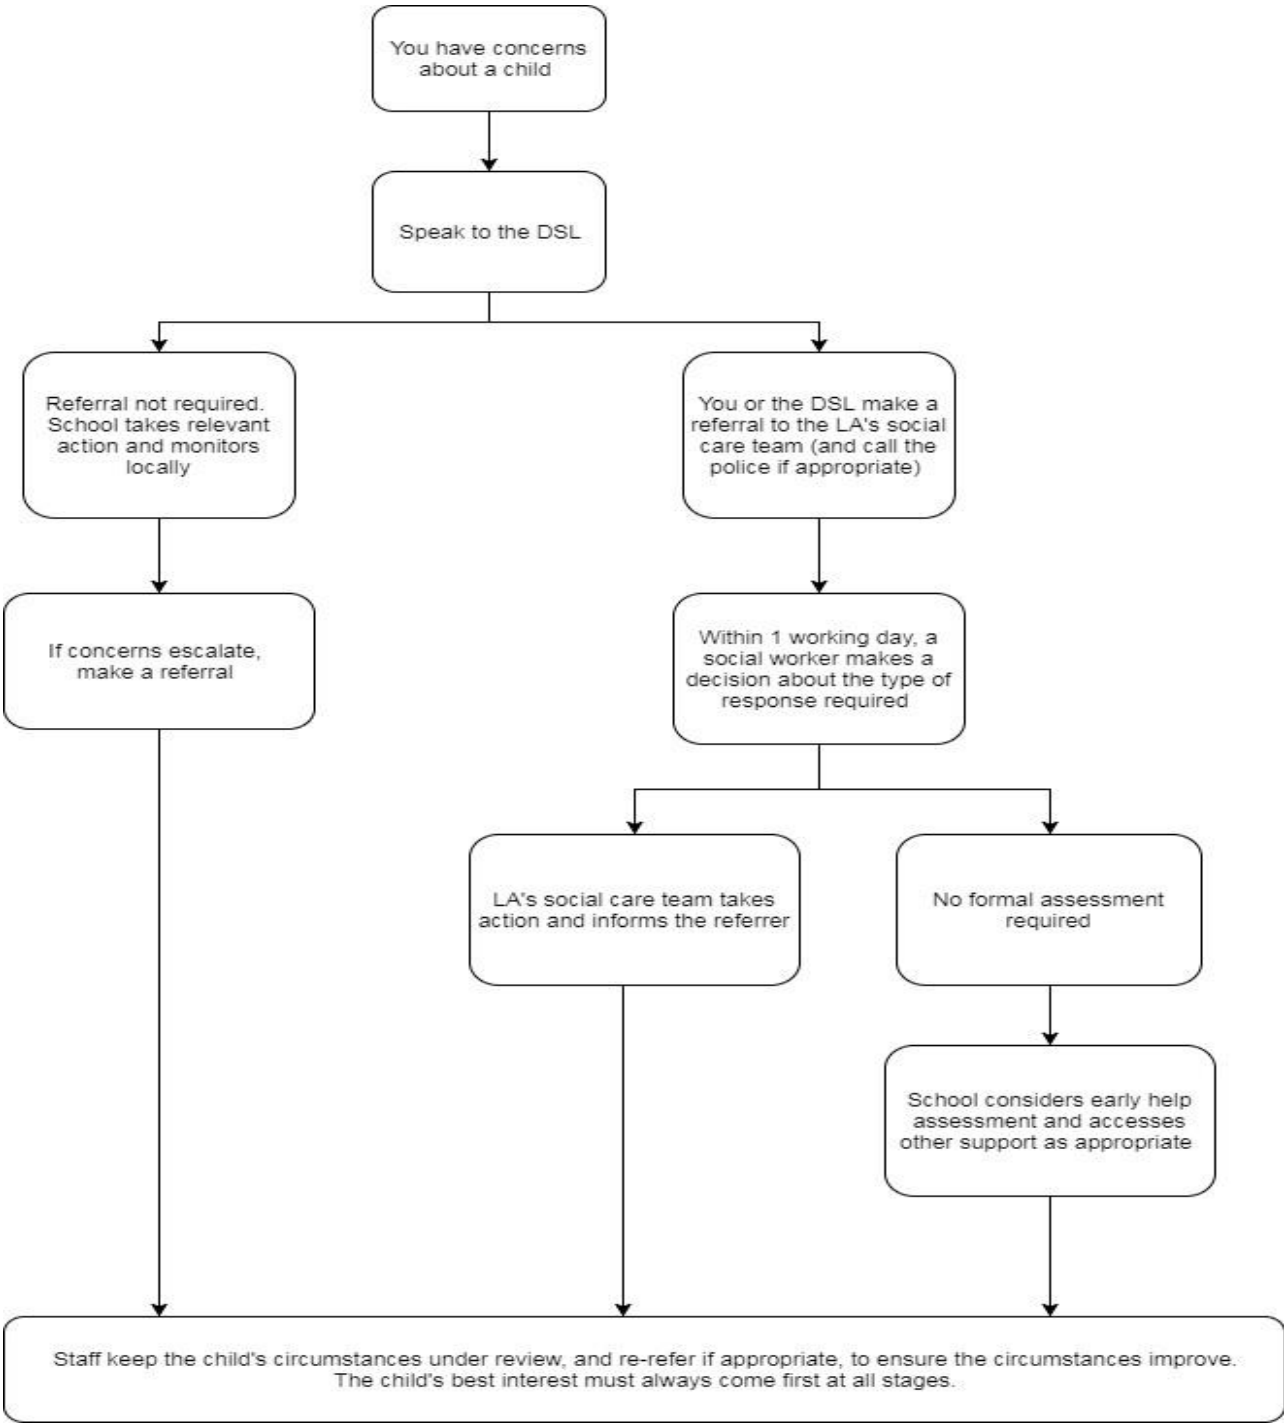 You have concerns
about a child
Speak to the DSL
Referral not required.
School takes relevant
action and monitors
locally
You or the DSL make a
referral to the LA's social
care team (and call the
police if appropriate)
If concerns escalate,
make a referral
Within 1 working day, a
social worker makes a
decision about the type of
response required
LA's social care team takes
action and informs the referrer
No formal assessment
required
School considers early help
assessment and accesses
other support as appropriate
Staff keep the child's circumstances under review, and re-refer if appropriate, to ensure the circumstances improve.
The child's best interest must always come first at all stages.